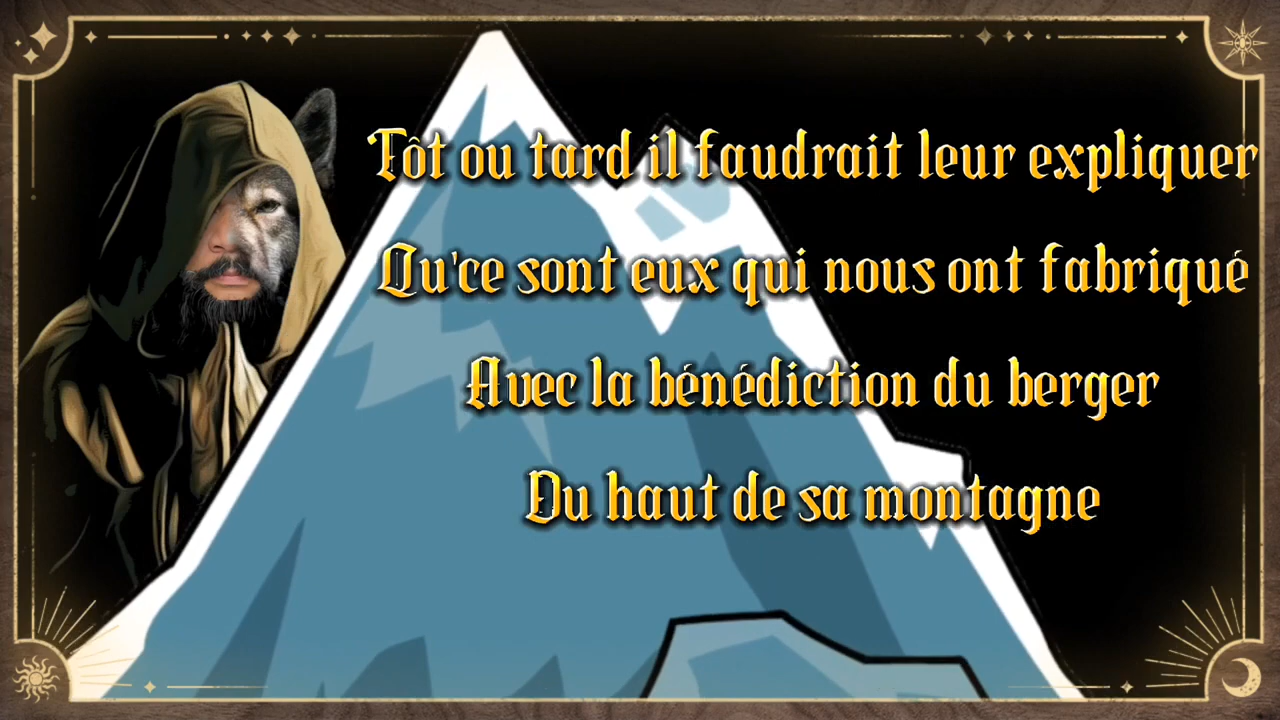 Tôt ou tard il faudrait leur expliquer
Qu'ce sont eux qui nous ont fabriqué
Avec la bénédiction du berger
Du haut de sa montagne